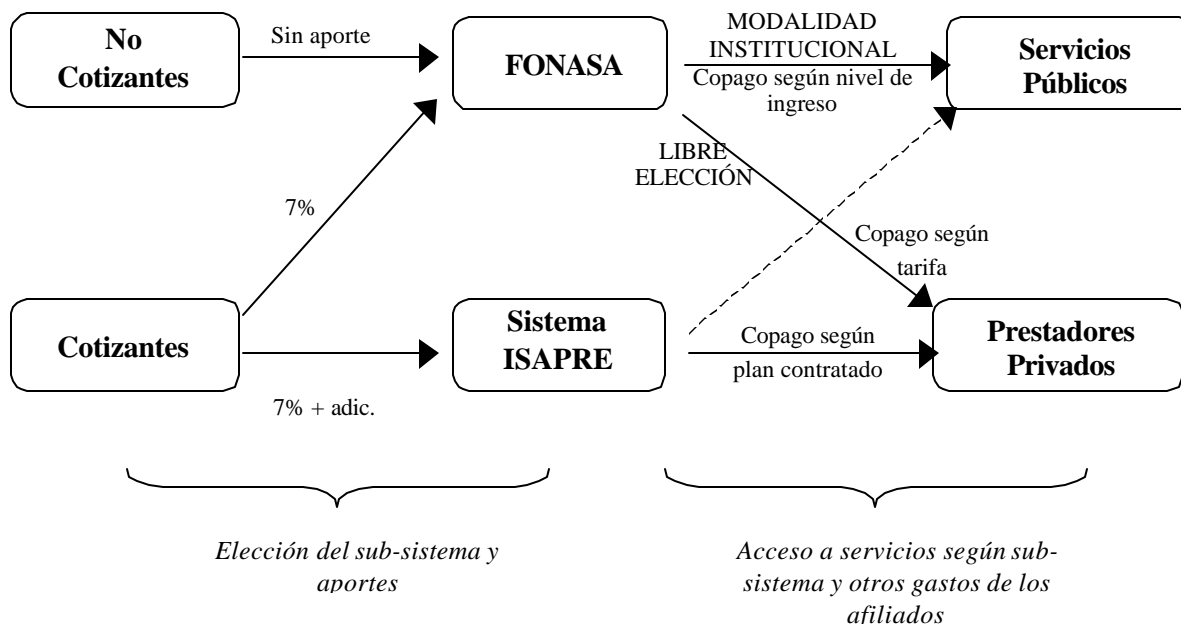 No
Cotizantes
Sin aporte
FONASA
MODALIDAD
INSTITUCIONAL
Copago según nivel de
ingreso
Servicios
Públicos
LIBRE
ELECCIÓN
7%
Copago según
tarifa
Cotizantes
7% + adic.
Sistema
ISAPRE
Copago según
plan contratado
Prestadores
Privados
Elección del sub-sistema y
aportes
Acceso a servicios según sub-
sistema y otros gastos de los
afiliados